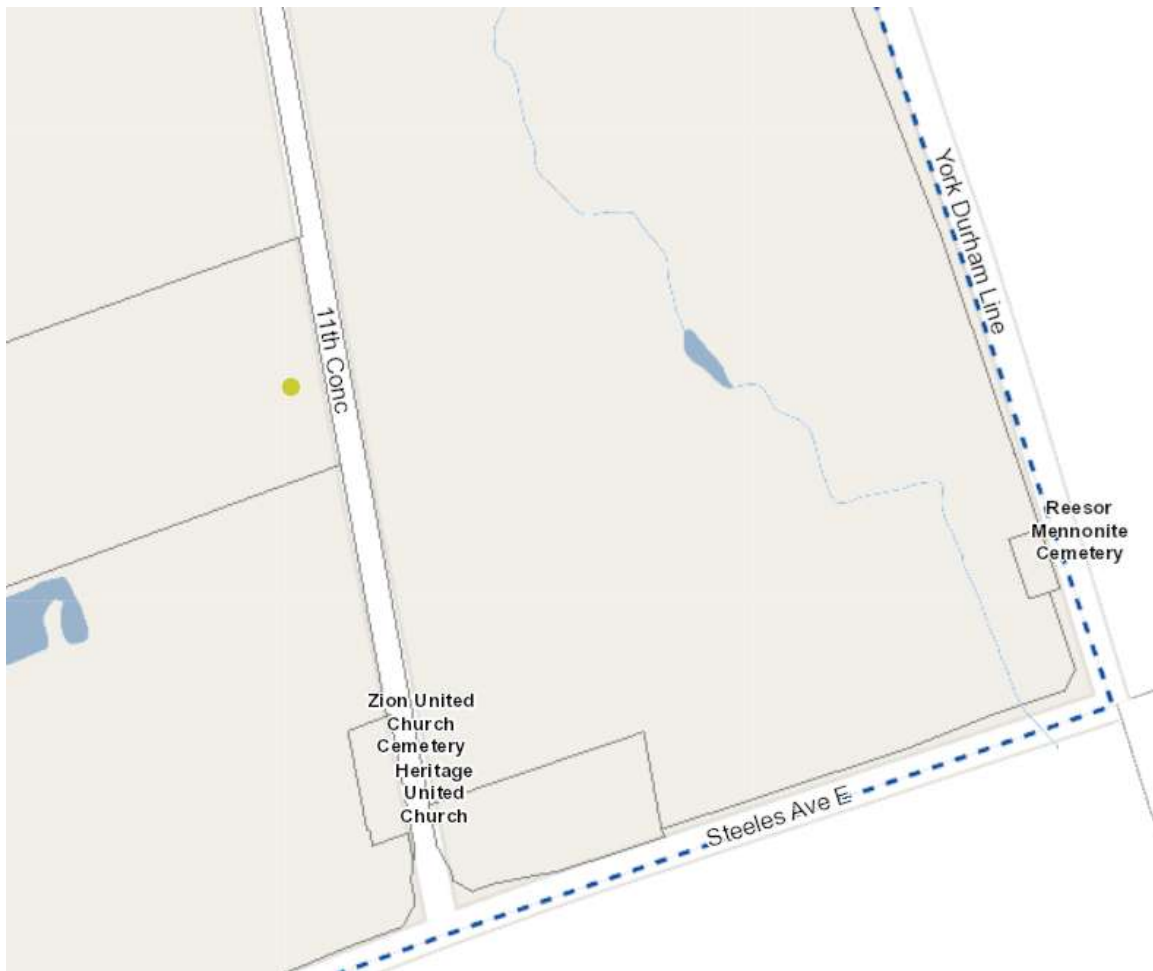 York Durham Line
11th Conc
Reesor
Mennonite
Cemetery
Zion United
Church
Cemetery
Heritage
United
Church
Steeles Ave E